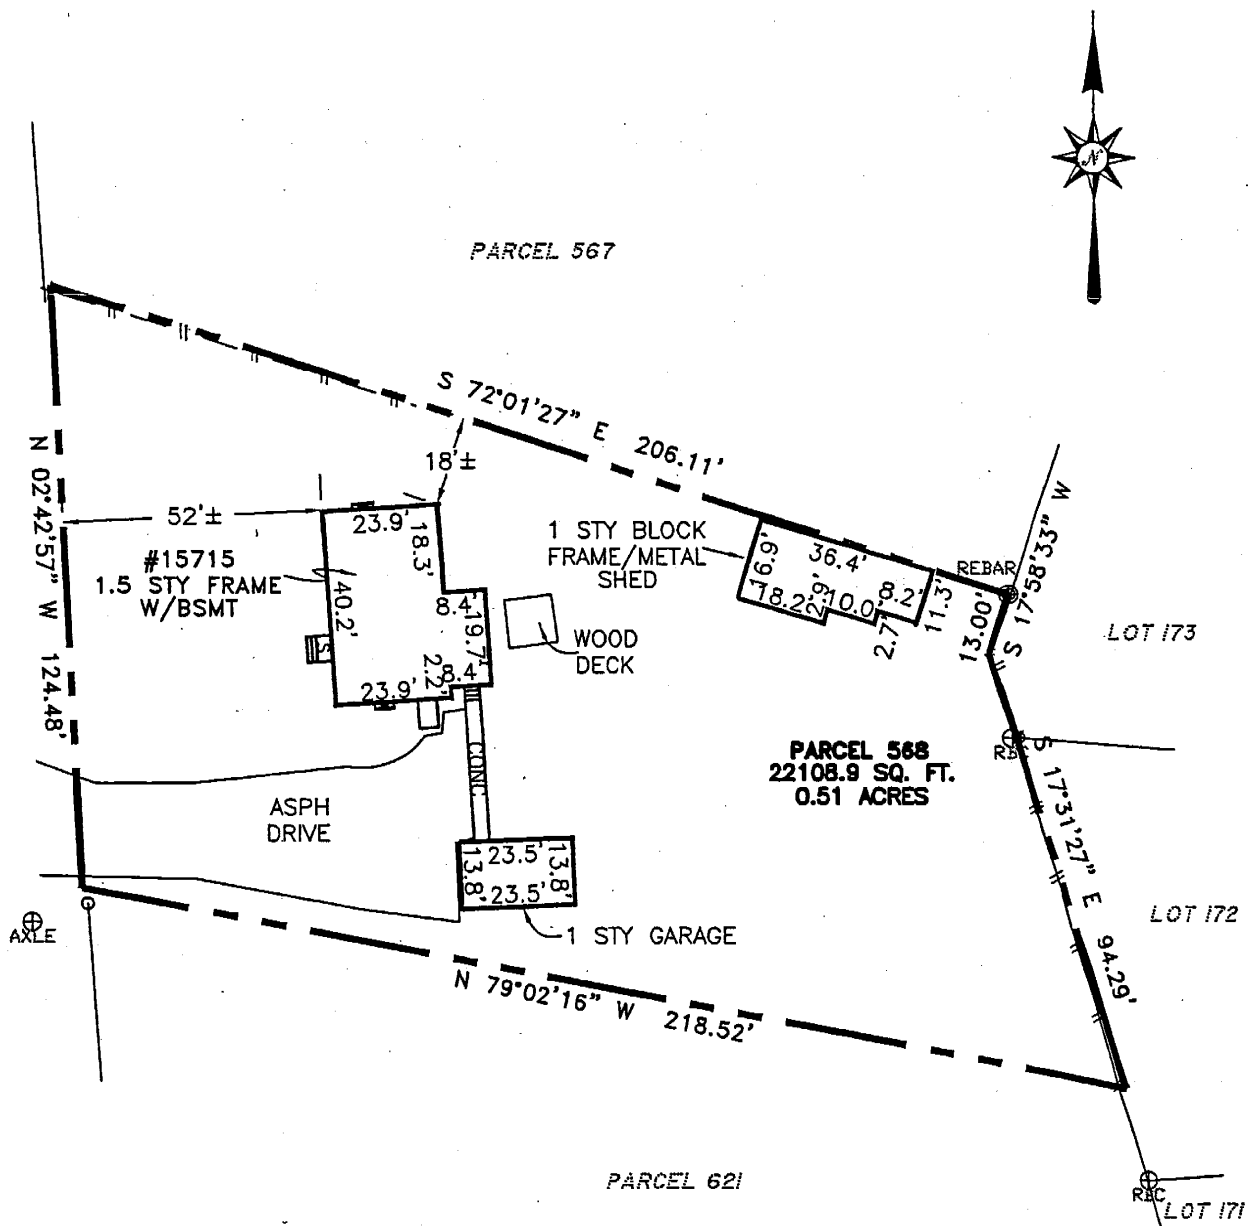 N
PARCEL 567
S 72°01'27" E 206.11'
18'±
52'±
N 02°42'57" W 124.48'
#15715
1.5 STY FRAME
W/BSMT
23.9'
18.3'
40.2'
8.4'
19.7'
S
2.2'
8.4'
23.9'
WOOD
DECK
1 STY BLOCK
FRAME/METAL
SHED
16.9'
36.4'
18.2'
2.9'
10.0'
8.2'
2.7'
11.3'
REBAR
13.00'
S 17°58'33" W
LOT 173
RBC
S 17°31'27" E 94.29'
PARCEL 568
22108.9 SQ. FT.
0.51 ACRES
CONC
ASPH
DRIVE
23.5'
13.8'
13.8'
23.5'
1 STY GARAGE
AXLE
LOT 172
N 79°02'16" W 218.52'
PARCEL 621
RBC
LOT 171